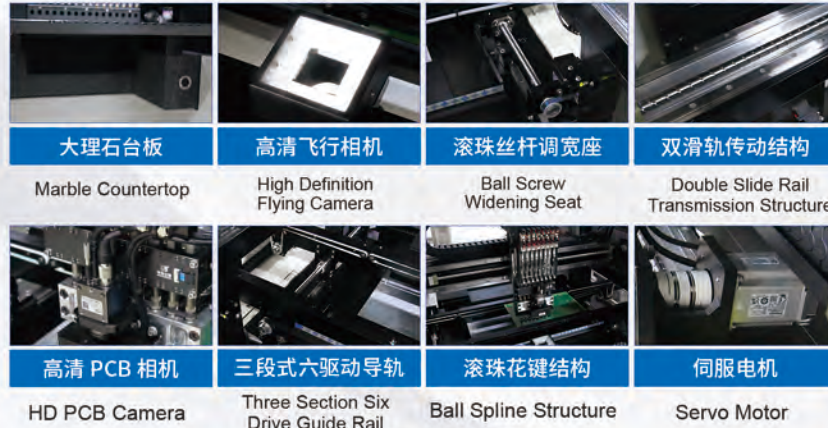 大理石台板
高清飞行相机
滚珠丝杆调宽座
双滑轨传动结构
Marble Countertop
High Definition
Flying Camera
Ball Screw
Widening Seat
Double Slide Rail
Transmission Structure
高清 PCB 相机
三段式六驱动导轨
滚珠花键结构
伺服电机
HD PCB Camera
Three Section Six
Drive Guide Rail
Ball Spline Structure
Servo Motor